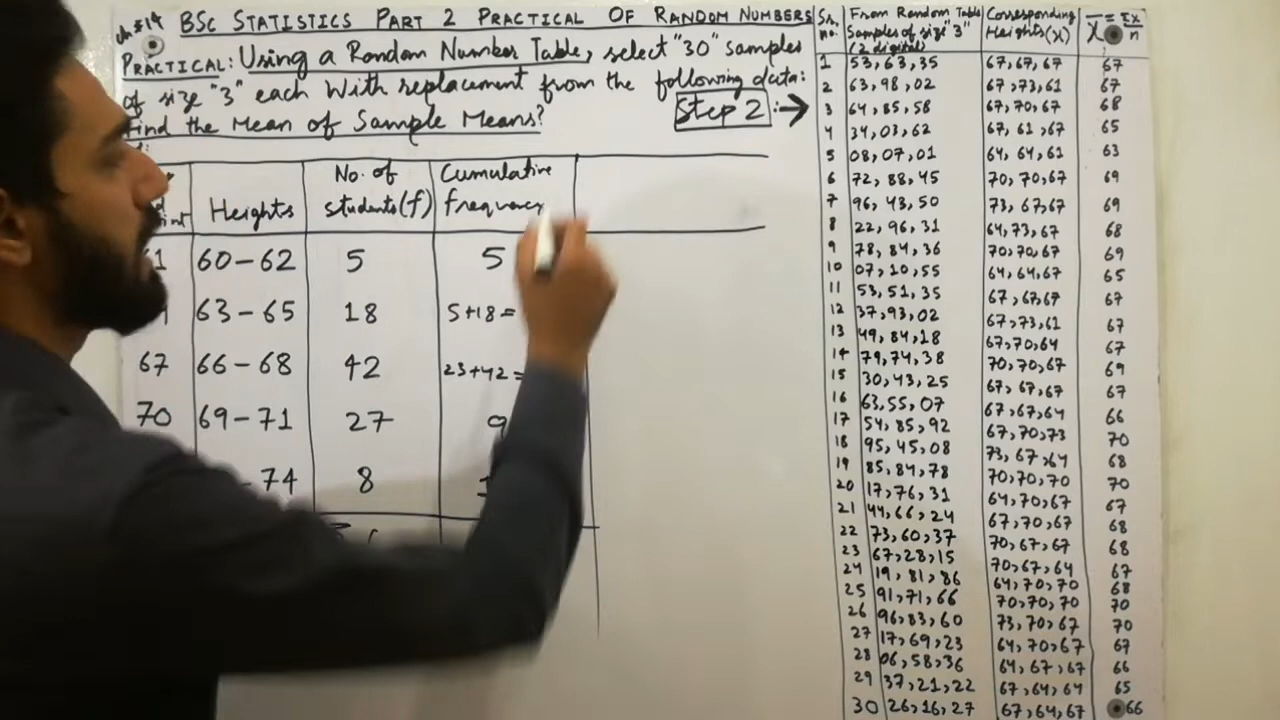 ch # 14
BSc STATISTICS PART 2 PRACTICAL OF RANDOM NUMBERS
PRACTICAL: Using a Random Number Table, select "30" samples
of size "3" each With replacement from the following data:
Find the Mean of Sample Means?
Step 2 :→
Heights
No. of students (f)
Cumulative frequency
60-62 5 5
63-65 18 5+18=
67 66-68 42 23+42=
70 69-71 27 9
74 8
Sr. no. From Random Table Samples of size "3" (2 digital) Corresponding Heights (x) x̄ = Σx/n
1 53, 63, 35 67, 67, 67 67
2 63, 98, 02 67, 73, 61 67
3 64, 85, 58 67, 70, 67 68
4 34, 03, 62 67, 61, 67 65
5 08, 07, 01 64, 64, 61 63
6 72, 88, 45 70, 70, 67 69
7 96, 43, 50 73, 67, 67 69
8 22, 96, 31 64, 73, 67 68
9 78, 84, 36 70, 70, 67 69
10 07, 10, 55 64, 64, 67 65
11 53, 51, 35 67, 67, 67 67
12 37, 93, 02 67, 73, 61 67
13 49, 84, 18 67, 70, 64 67
14 79, 74, 38 70, 70, 67 69
15 30, 43, 25 67, 67, 67 67
16 63, 55, 07 67, 67, 64 66
17 54, 85, 92 67, 70, 73 70
18 95, 45, 08 73, 67, 64 68
19 85, 84, 78 70, 70, 70 70
20 17, 76, 31 64, 70, 67 67
21 44, 66, 24 67, 70, 67 68
22 73, 60, 37 70, 67, 67 68
23 67, 28, 15 70, 67, 64 67
24 19, 81, 86 64, 70, 70 68
25 91, 71, 66 70, 70, 70 70
26 96, 83, 60 73, 70, 67 70
27 17, 69, 23 64, 70, 67 67
28 06, 58, 36 64, 67, 67 66
29 37, 21, 22 67, 64, 64 65
30 26, 16, 27 67, 64, 67 66